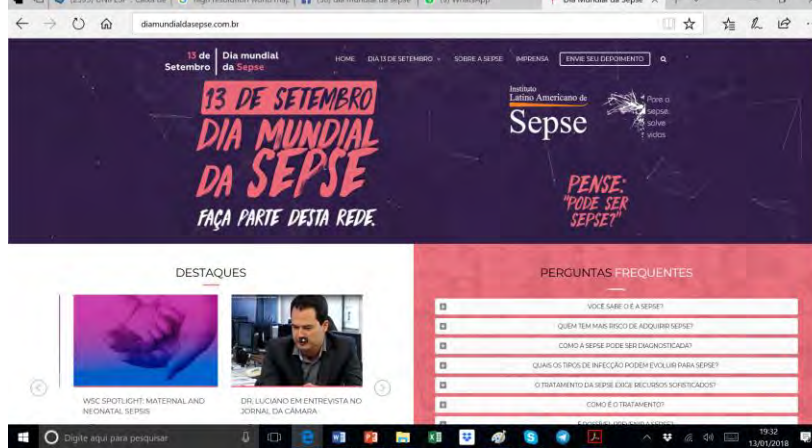 diamundialdasepse.com.br
13 de Setembro
Dia mundial da Sepse
HOME DIA 13 DE SETEMBRO SOBRE A SEPSE IMPRENSA ENVIE SEU DEPOIMENTO
13 DE SETEMBRO
DIA MUNDIAL
DA SEPSE
FAÇA PARTE DESTA REDE.
Instituto
Latino Americano de
Sepse
Pare a
sepse,
salve
vidas
PENSE:
"PODE SER
SEPSE?"
DESTAQUES
WSC SPOTLIGHT: MATERNAL AND
NEONATAL SEPSIS
DR. LUCIANO EM ENTREVISTA NO
JORNAL DA CÂMARA
PERGUNTAS FREQUENTES
VOCÊ SABE O É A SEPSE?
QUEM TEM MAIS RISCO DE ADQUIRIR SEPSE?
COMO A SEPSE PODE SER DIAGNOSTICADA?
QUAIS OS TIPOS DE INFECÇÃO PODEM EVOLUIR PARA SEPSE?
O TRATAMENTO DA SEPSE EXIGE RECURSOS SOFISTICADOS?
COMO É O TRATAMENTO?
Digite aqui para pesquisar
19:32
13/01/2018